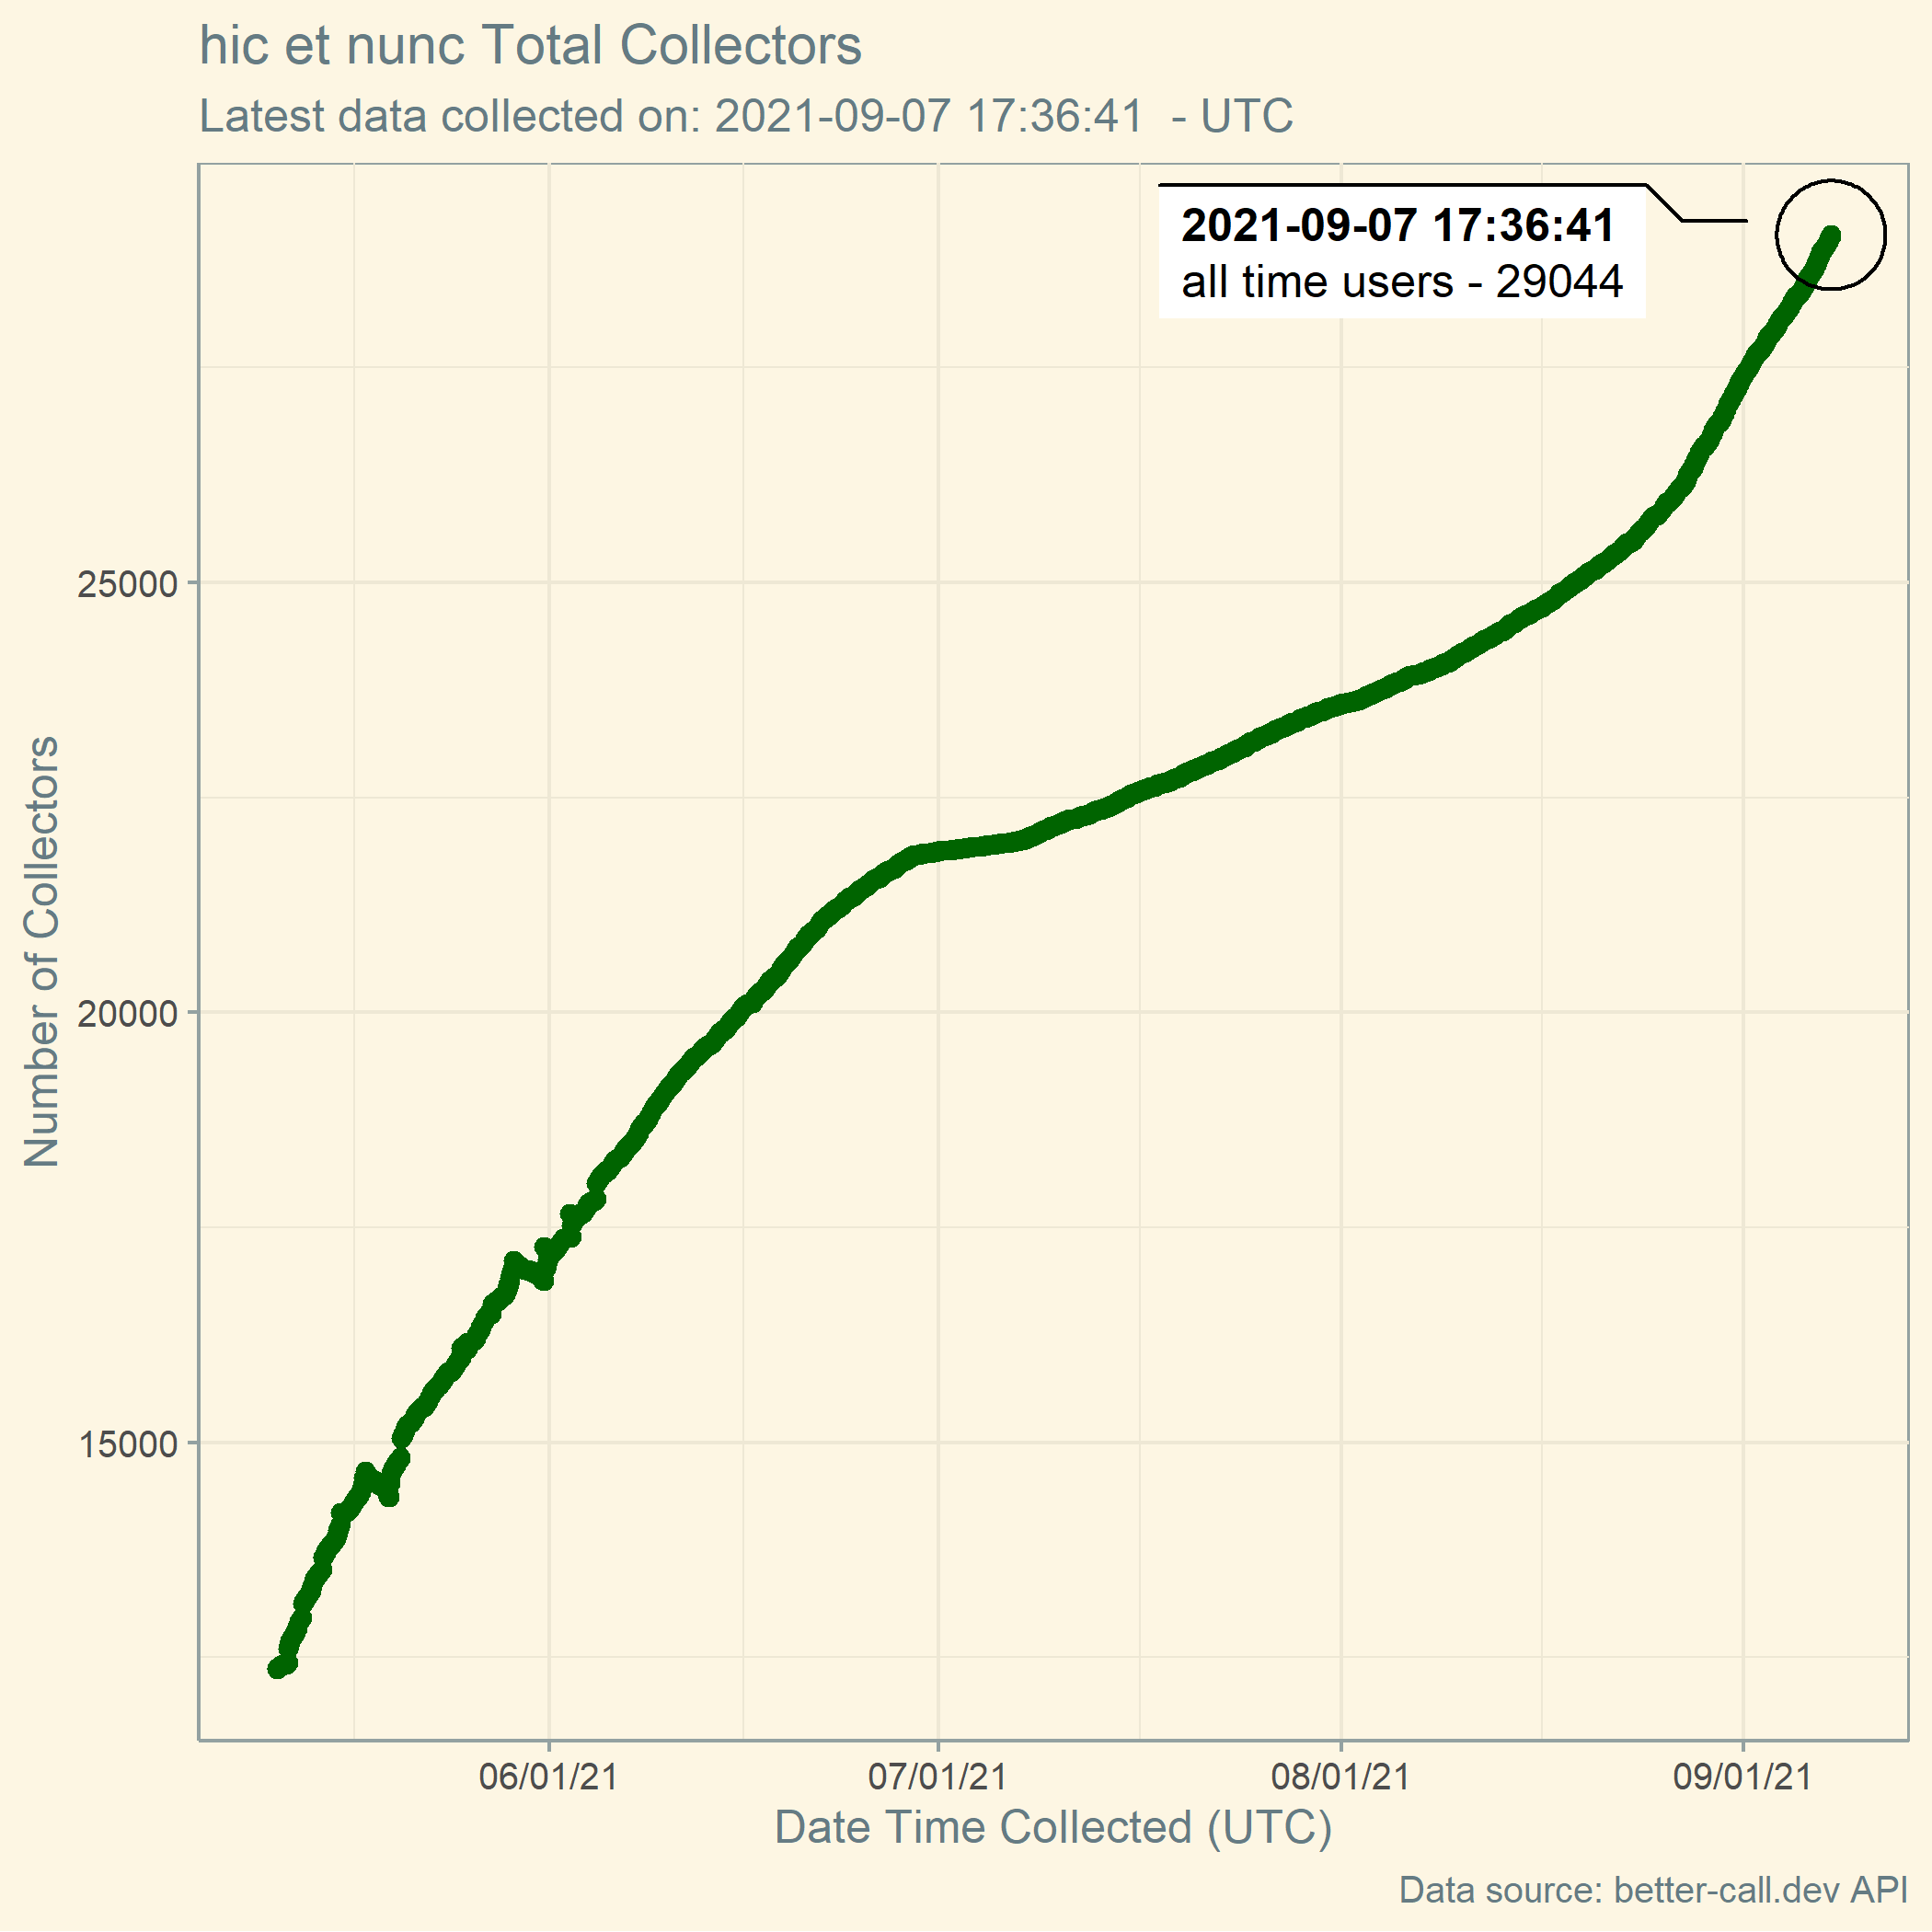 hic et nunc Total Collectors
Latest data collected on: 2021-09-07 17:36:41  - UTC
2021-09-07 17:36:41
all time users - 29044
Number of Collectors
25000
20000
15000
06/01/21 07/01/21 08/01/21 09/01/21
Date Time Collected (UTC)
Data source: better-call.dev API